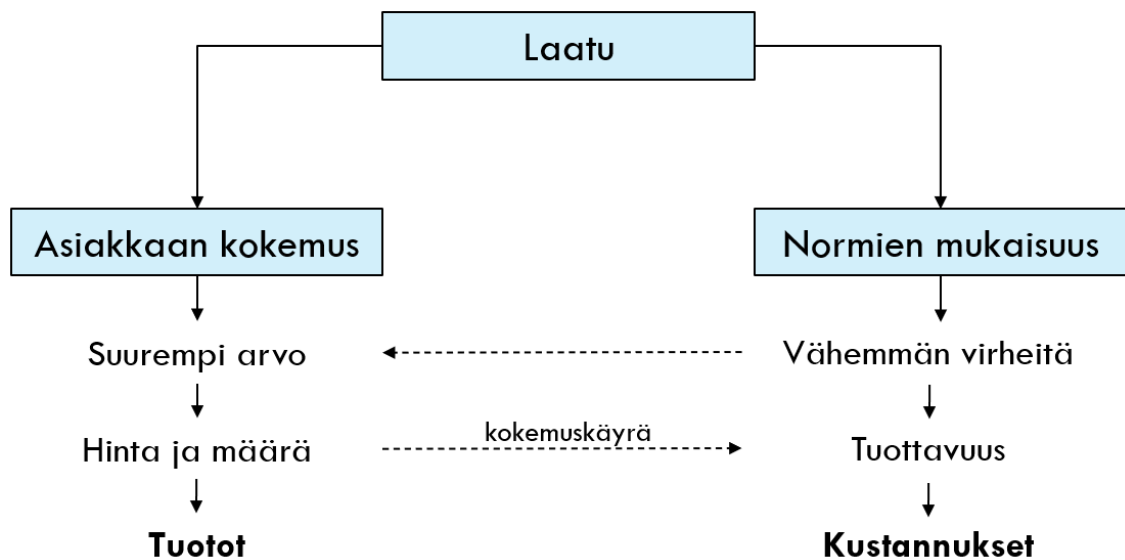 Laatu
Asiakkaan kokemus
Normien mukaisuus
Suurempi arvo
Vähemmän virheitä
Hinta ja määrä
kokemuskäyrä
Tuottavuus
Tuotot
Kustannukset